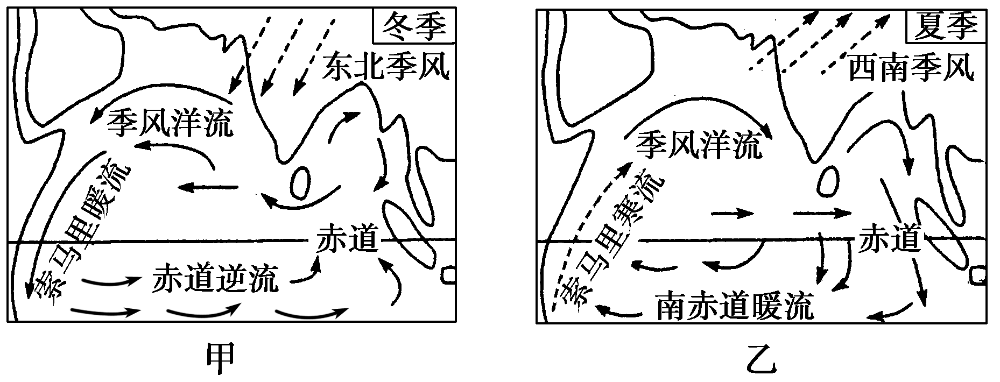 冬季
东北季风
季风洋流
索马里暖流
赤道
赤道逆流
甲
夏季
西南季风
季风洋流
索马里寒流
赤道
南赤道暖流
乙